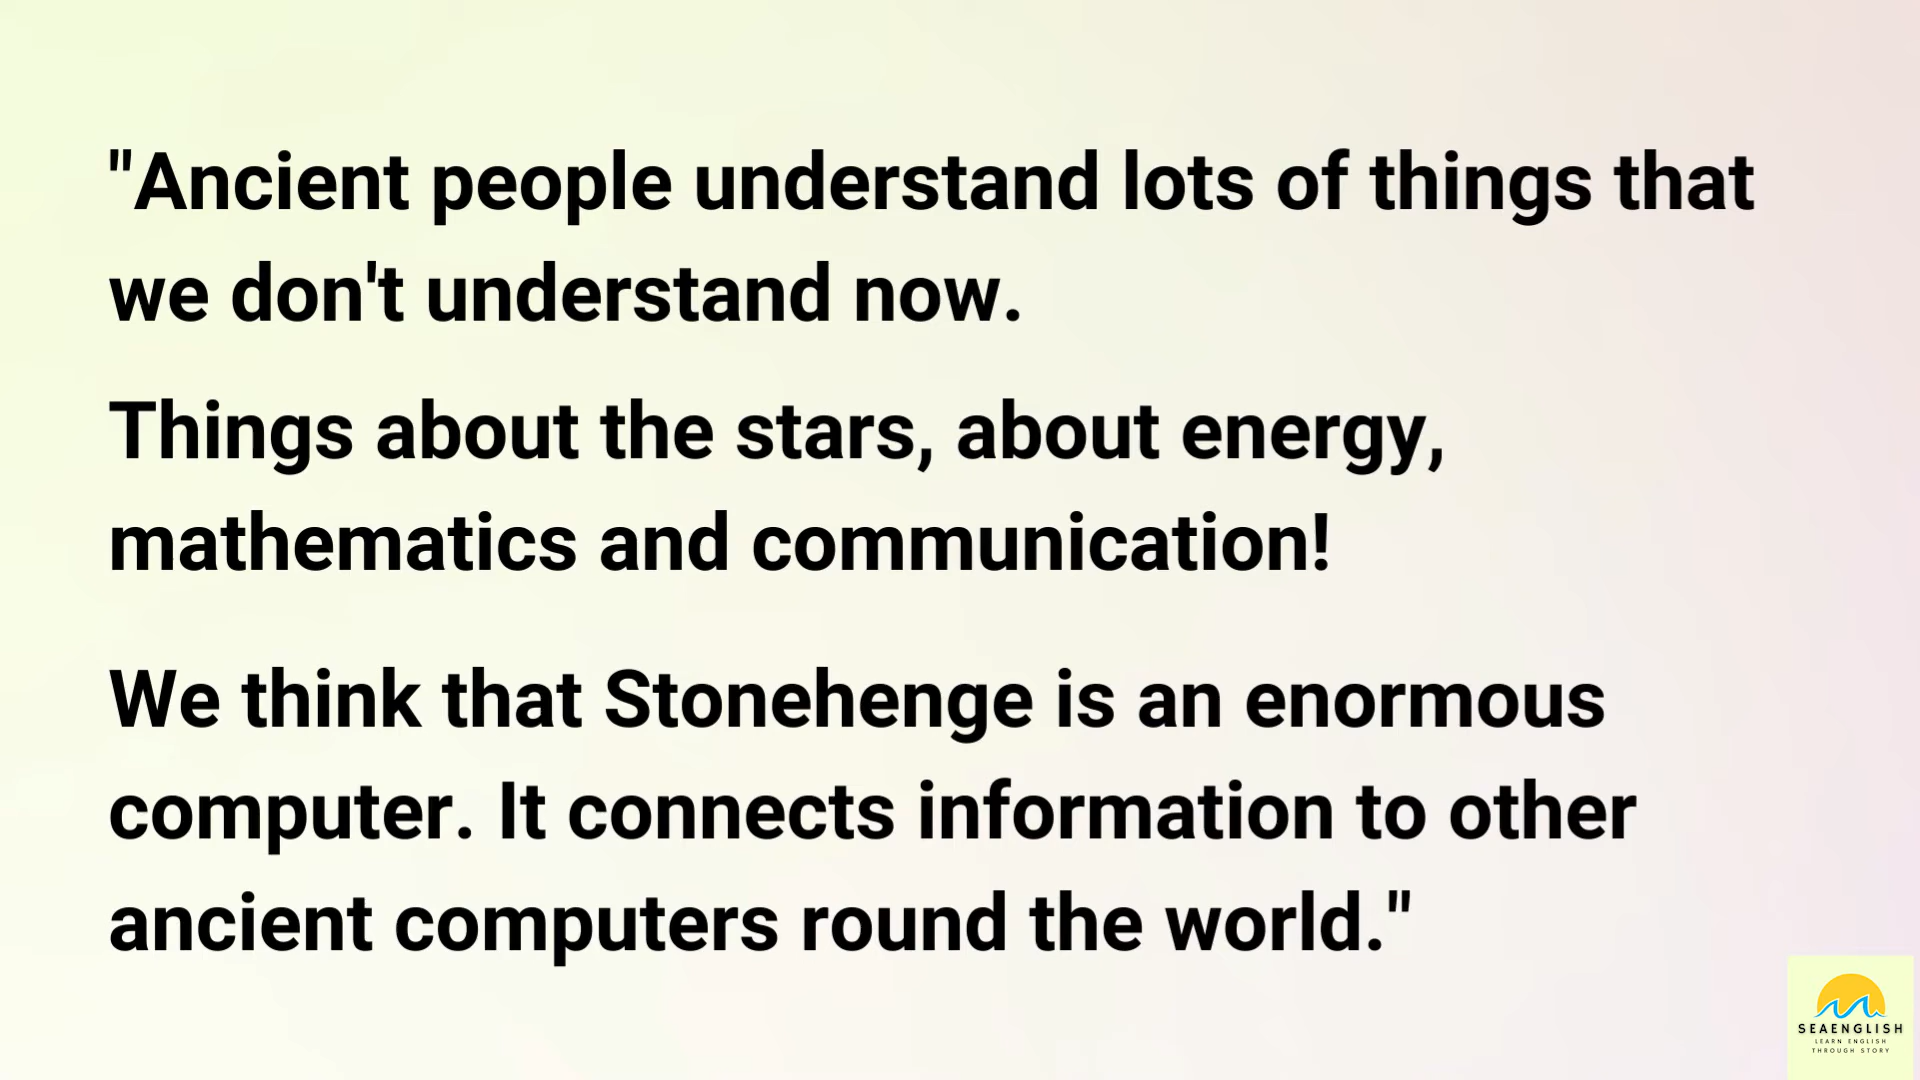 "Ancient people understand lots of things that
we don't understand now.
Things about the stars, about energy,
mathematics and communication!
We think that Stonehenge is an enormous
computer. It connects information to other
ancient computers round the world."
SEAENGLISH
LEARN ENGLISH
THROUGH STORY